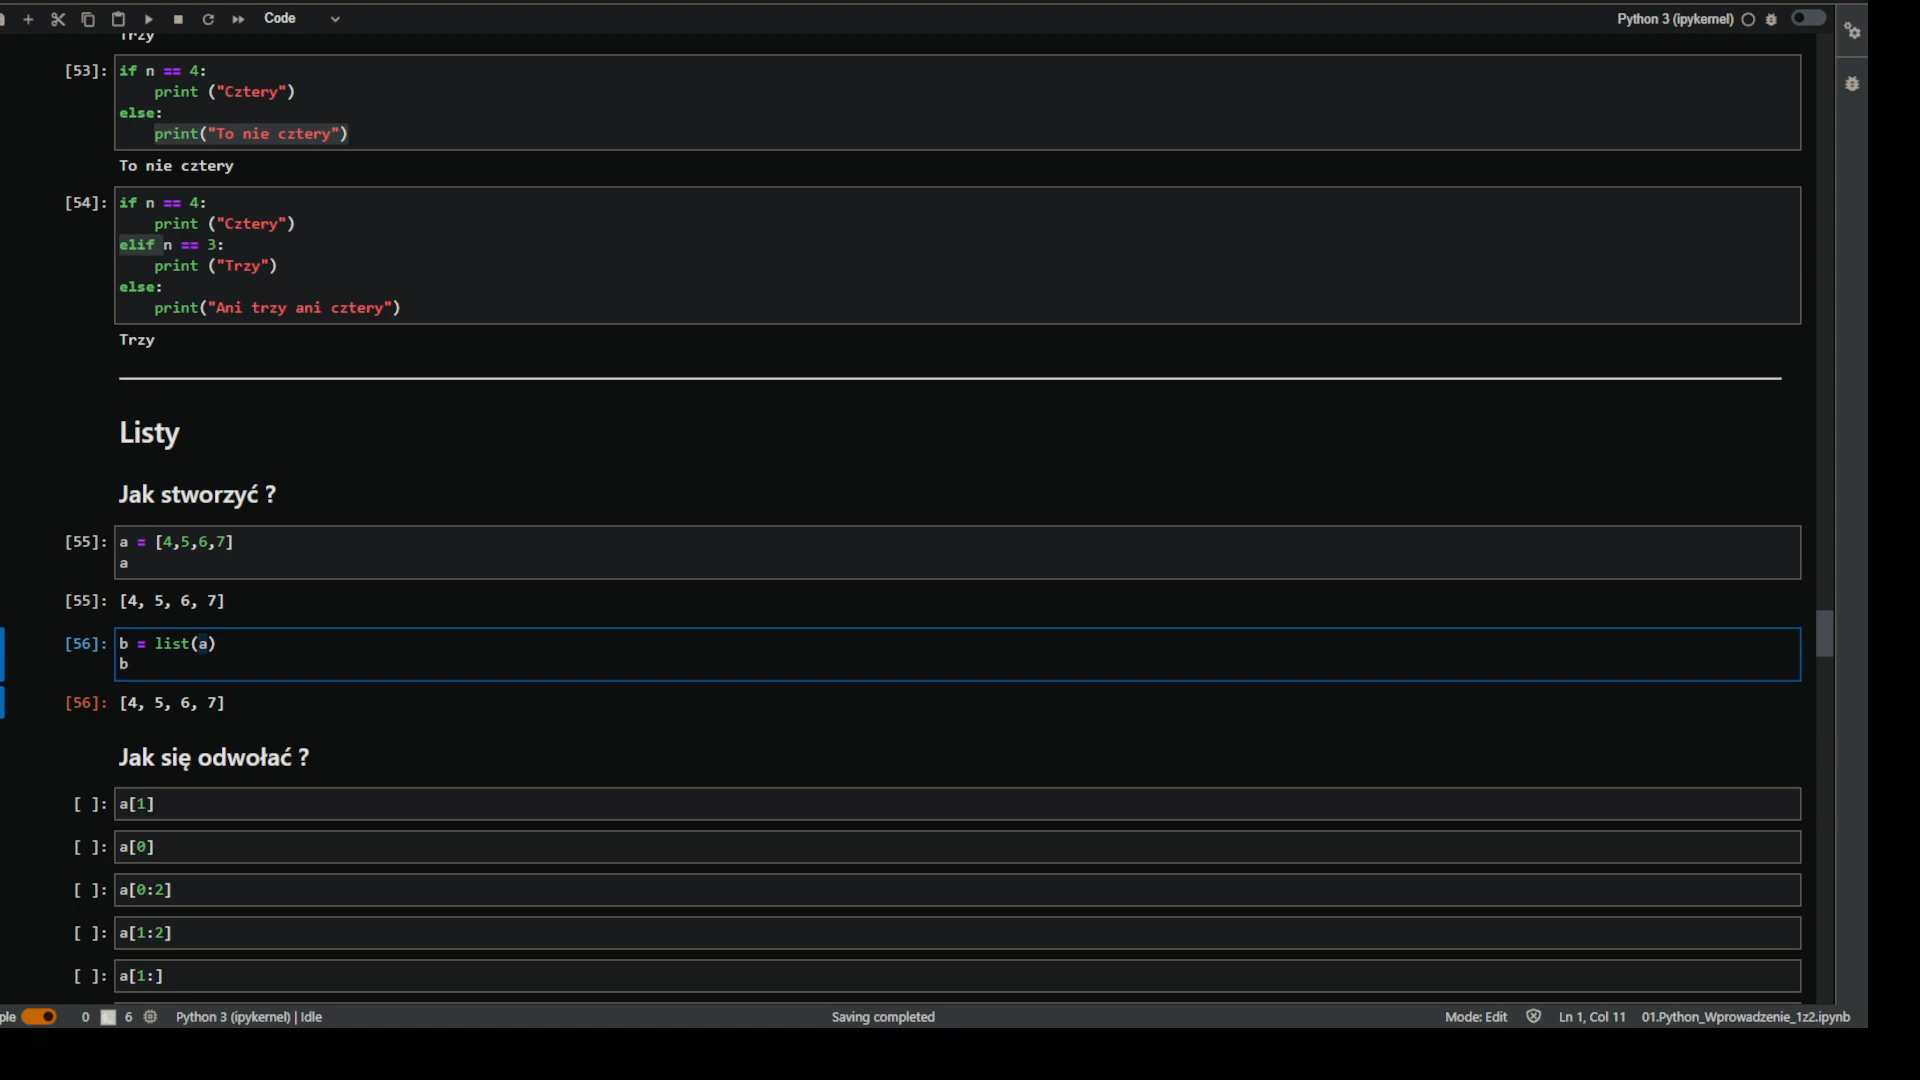 Code
Python 3 (ipykernel)
Trzy
[53]: if n == 4:
print ("Cztery")
else:
print("To nie cztery")
To nie cztery
[54]: if n == 4:
print ("Cztery")
elif n == 3:
print ("Trzy")
else:
print("Ani trzy ani cztery")
Trzy
Listy
Jak stworzyć ?
[55]: a = [4,5,6,7]
a
[55]: [4, 5, 6, 7]
[56]: b = list(a)
b
[56]: [4, 5, 6, 7]
Jak się odwołać ?
[ ]: a[1]
[ ]: a[0]
[ ]: a[0:2]
[ ]: a[1:2]
[ ]: a[1:]
ple 0 6 Python 3 (ipykernel) | Idle Saving completed Mode: Edit Ln 1, Col 11 01.Python_Wprowadzenie_1z2.ipynb